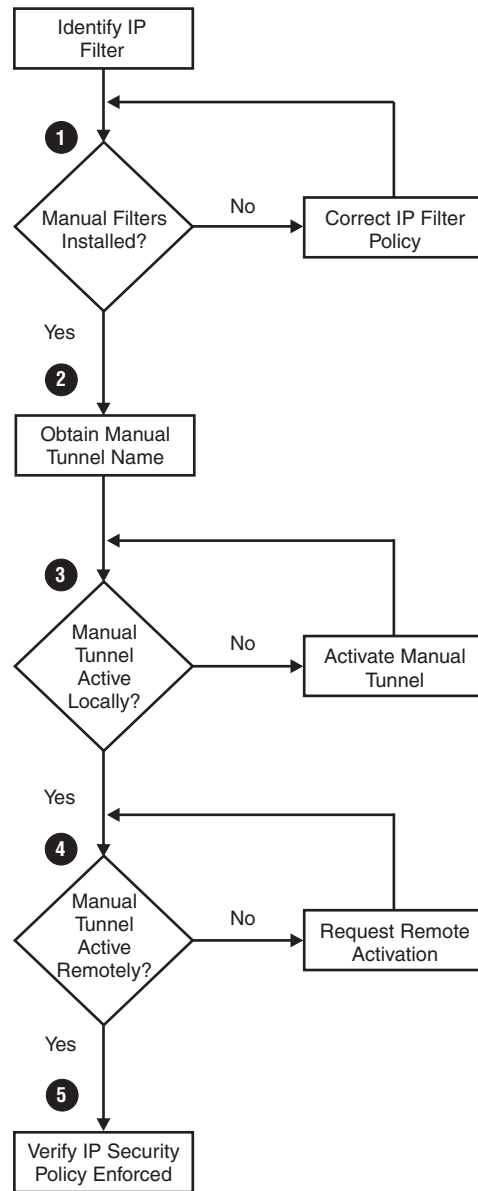 Identify IP
Filter
1
Manual Filters
Installed?
No
Correct IP Filter
Policy
Yes
2
Obtain Manual
Tunnel Name
3
Manual
Tunnel
Active
Locally?
No
Activate Manual
Tunnel
Yes
4
Manual
Tunnel
Active
Remotely?
No
Request Remote
Activation
Yes
5
Verify IP Security
Policy Enforced